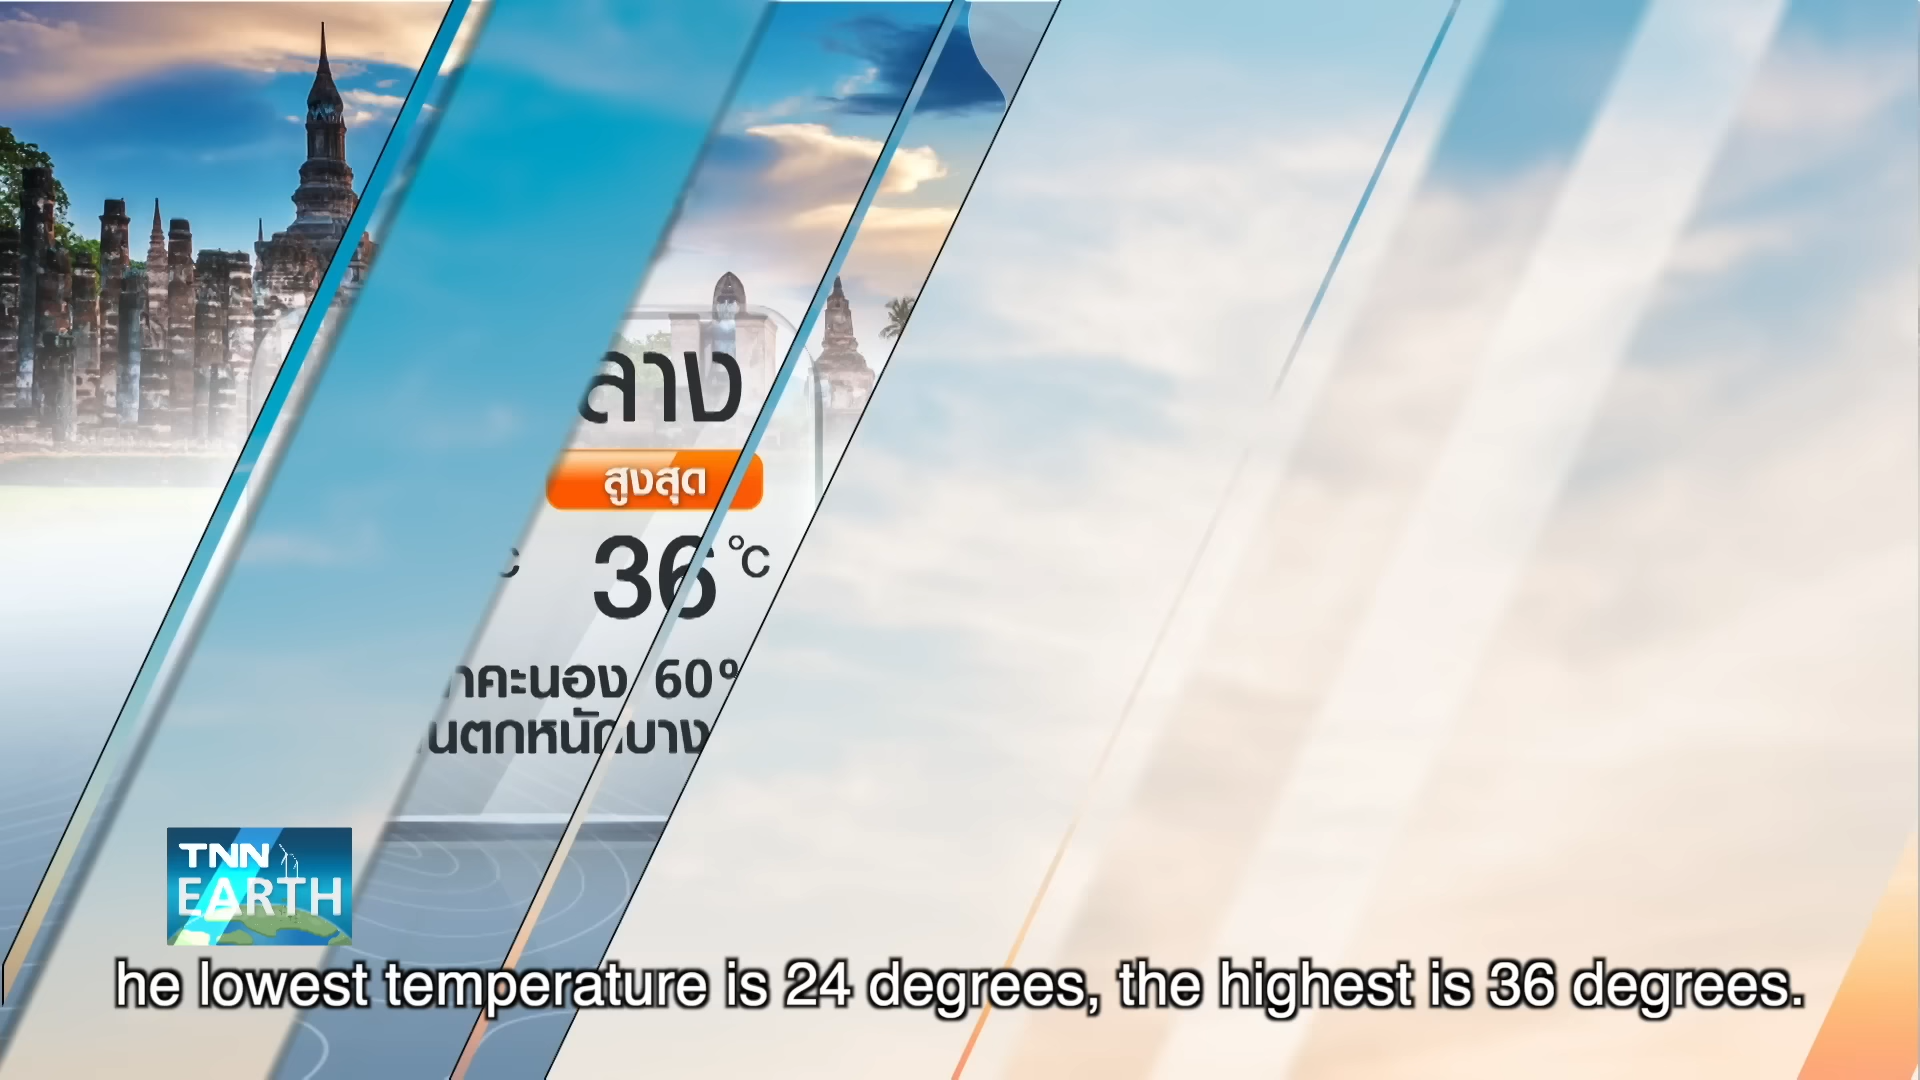 ลาง
สูงสุด
36 °C
คะนอง 60%
นตกหนักบาง
TNN
EARTH
he lowest temperature is 24 degrees, the highest is 36 degrees.